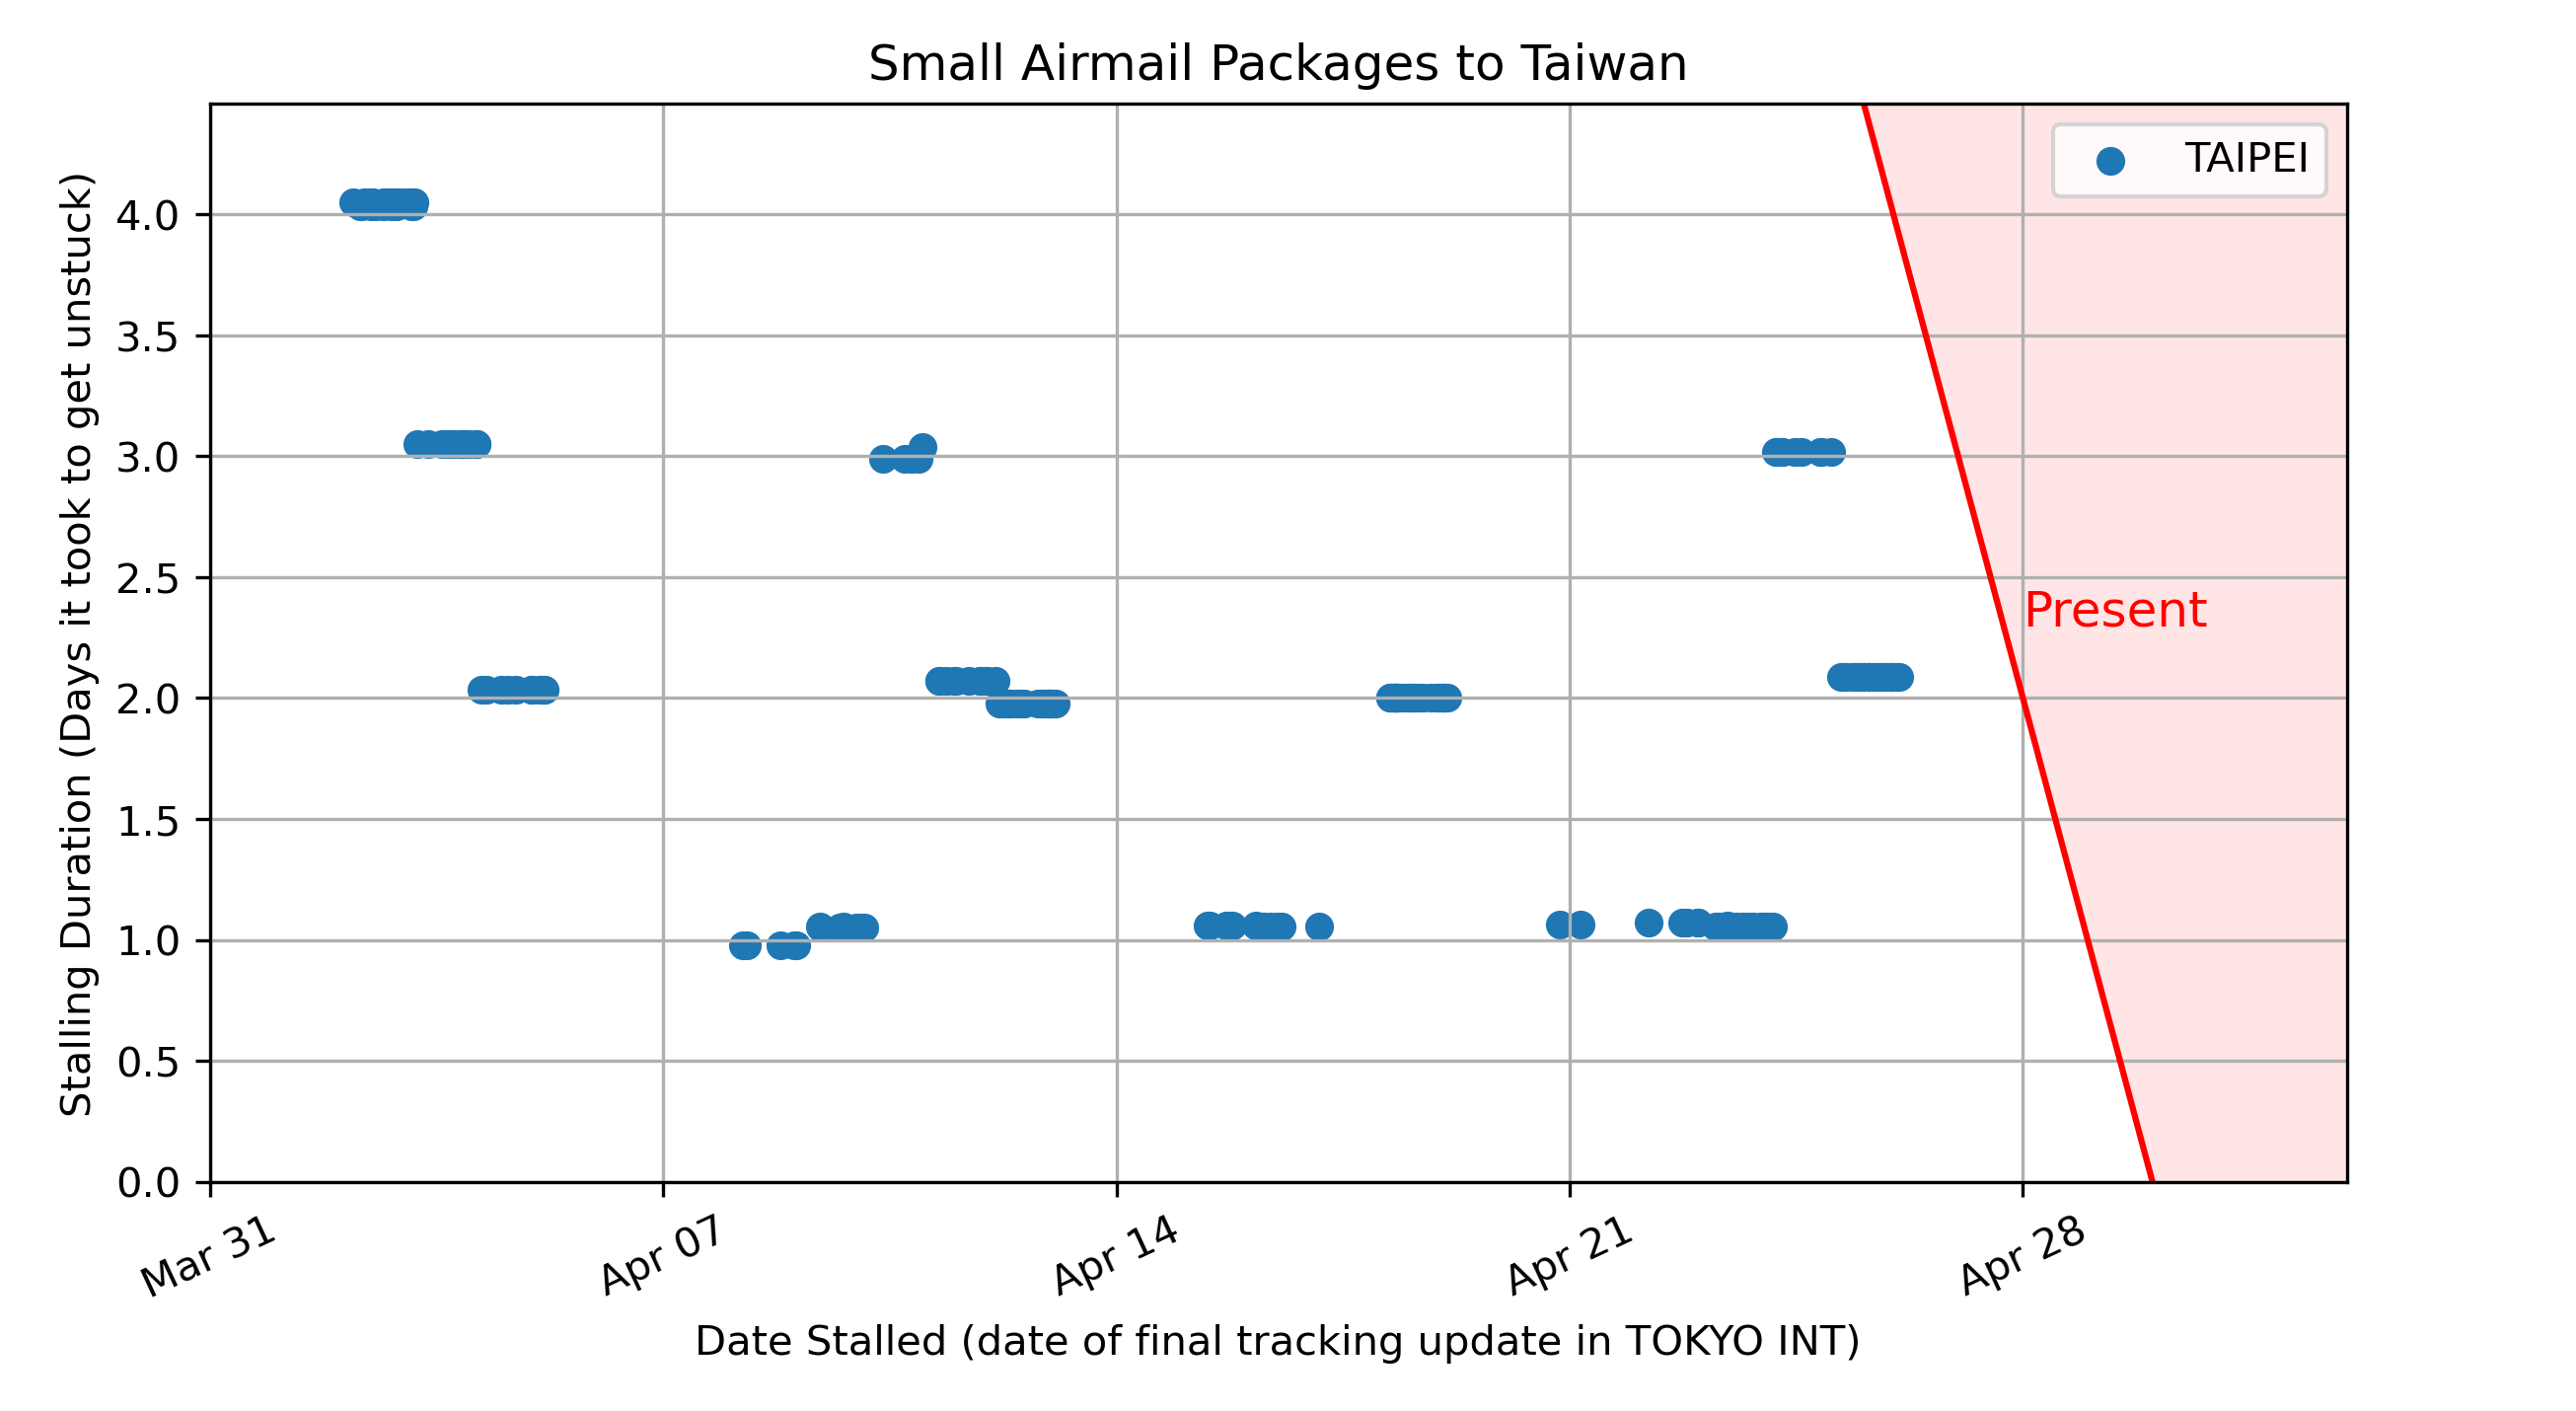 Small Airmail Packages to Taiwan
TAIPEI
Stalling Duration (Days it took to get unstuck)
4.0
3.5
3.0
2.5
2.0
1.5
1.0
0.5
0.0
Present
Mar 31
Apr 07
Apr 14
Apr 21
Apr 28
Date Stalled (date of final tracking update in TOKYO INT)